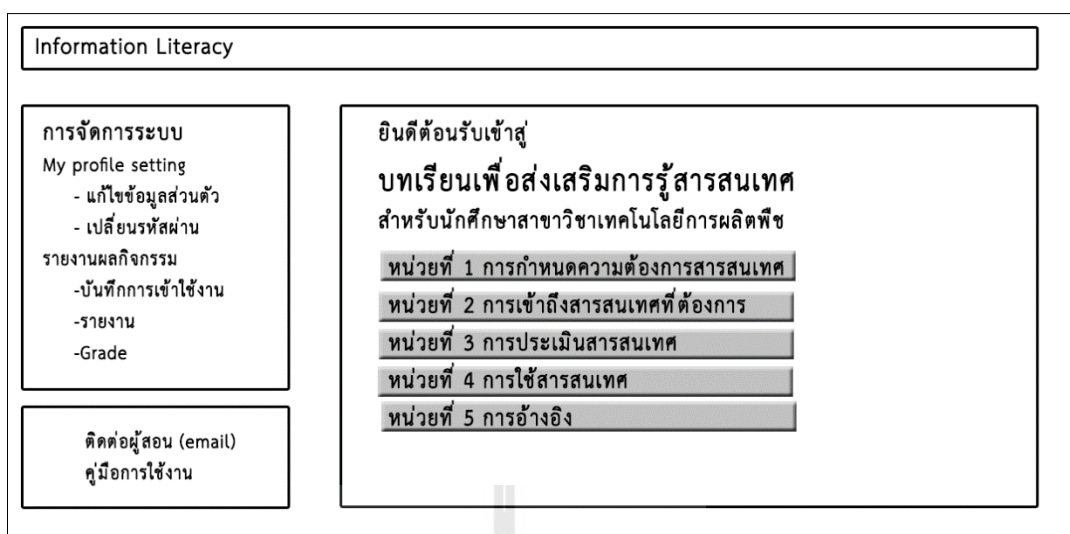 Information Literacy
การจัดการระบบ
My profile setting
- แก้ไขข้อมูลส่วนตัว
- เปลี่ยนรหัสผ่าน
รายงานผลกิจกรรม
-บันทึกการเข้าใช้งาน
-รายงาน
-Grade
ติดต่อผู้สอน (email)
คู่มือการใช้งาน
ยินดีต้อนรับเข้าสู่
บทเรียนเพื่อส่งเสริมการรู้สารสนเทศ
สำหรับนักศึกษาสาขาวิชาเทคโนโลยีการผลิตพืช
หน่วยที่ 1 การกำหนดความต้องการสารสนเทศ
หน่วยที่ 2 การเข้าถึงสารสนเทศที่ต้องการ
หน่วยที่ 3 การประเมินสารสนเทศ
หน่วยที่ 4 การใช้สารสนเทศ
หน่วยที่ 5 การอ้างอิง